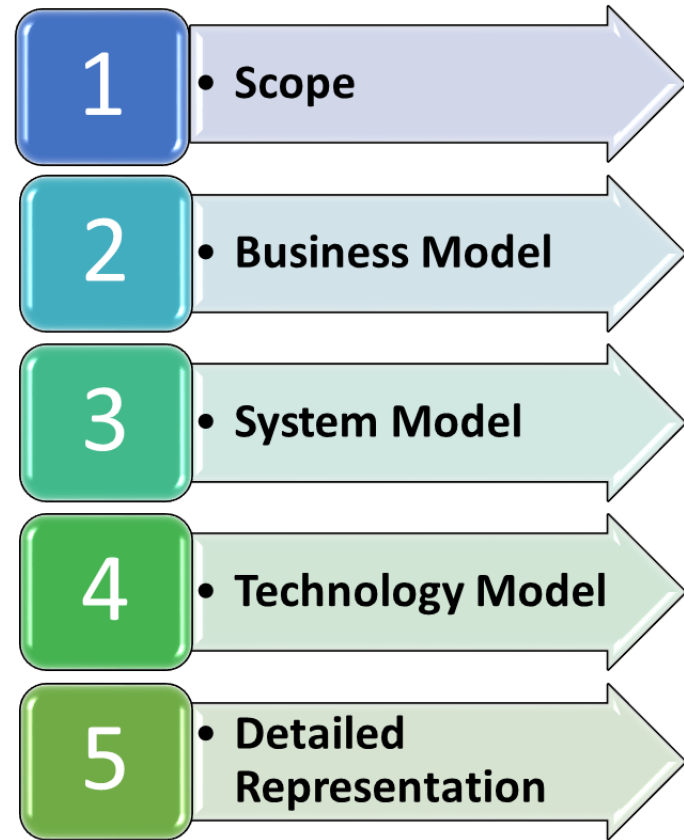 1
• Scope
2
• Business Model
3
• System Model
4
• Technology Model
5
• Detailed
Representation